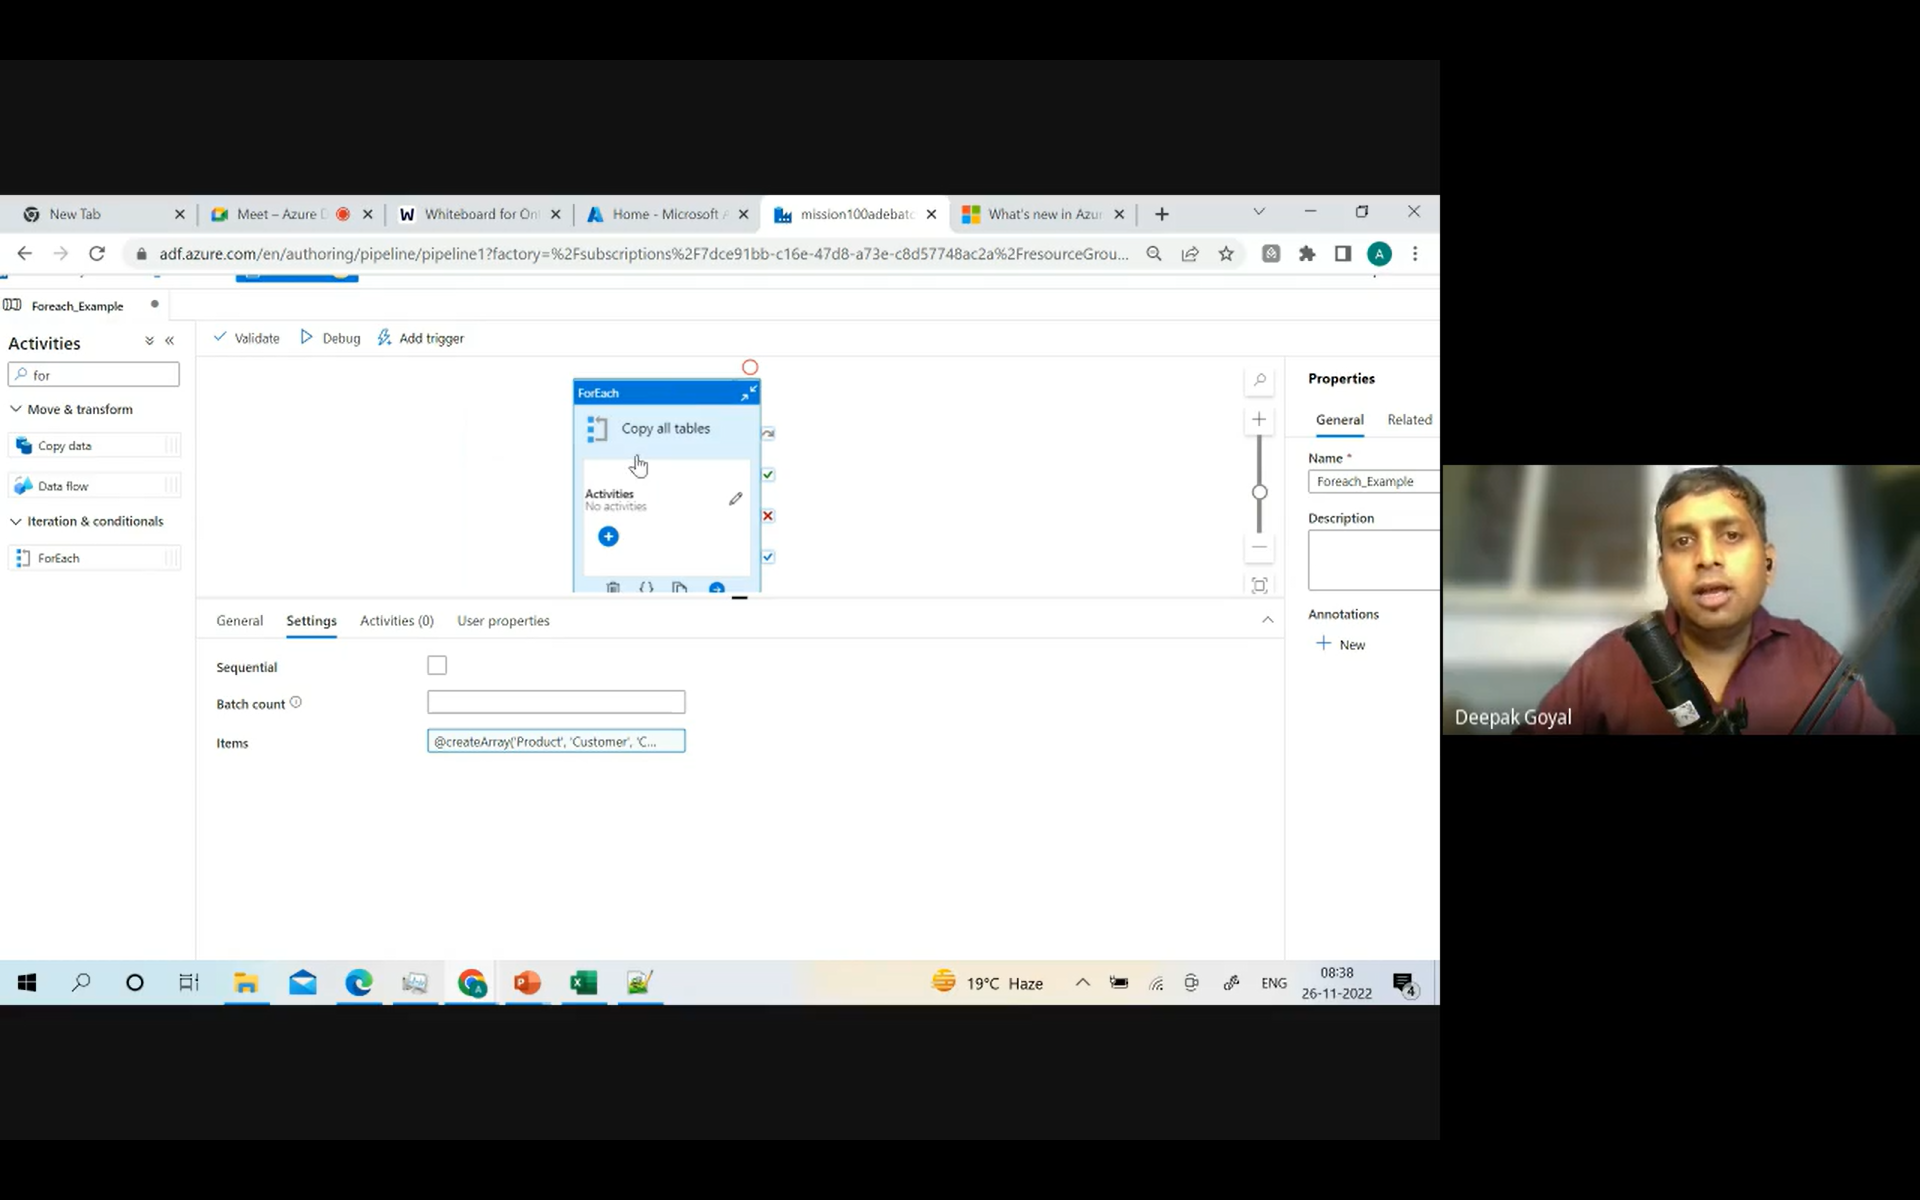 New Tab
Meet – Azure D
W Whiteboard for Onl
Home - Microsoft A
mission100adebatc
What's new in Azur
adf.azure.com/en/authoring/pipeline/pipeline1?factory=%2Fsubscriptions%2F7dce91bb-c16e-47d8-a73e-c8d57748ac2a%2FresourceGrou...
A
Foreach_Example
Activities
for
Move & transform
Copy data
Data flow
Iteration & conditionals
ForEach
Validate
Debug
Add trigger
ForEach
Copy all tables
Activities
No activities
Properties
General
Related
Name *
Foreach_Example
Description
Annotations
New
General
Settings
Activities (0)
User properties
Sequential
Batch count
Items
@createArray('Product', 'Customer', 'C...
Deepak Goyal
19°C Haze
ENG
08:38
26-11-2022
4